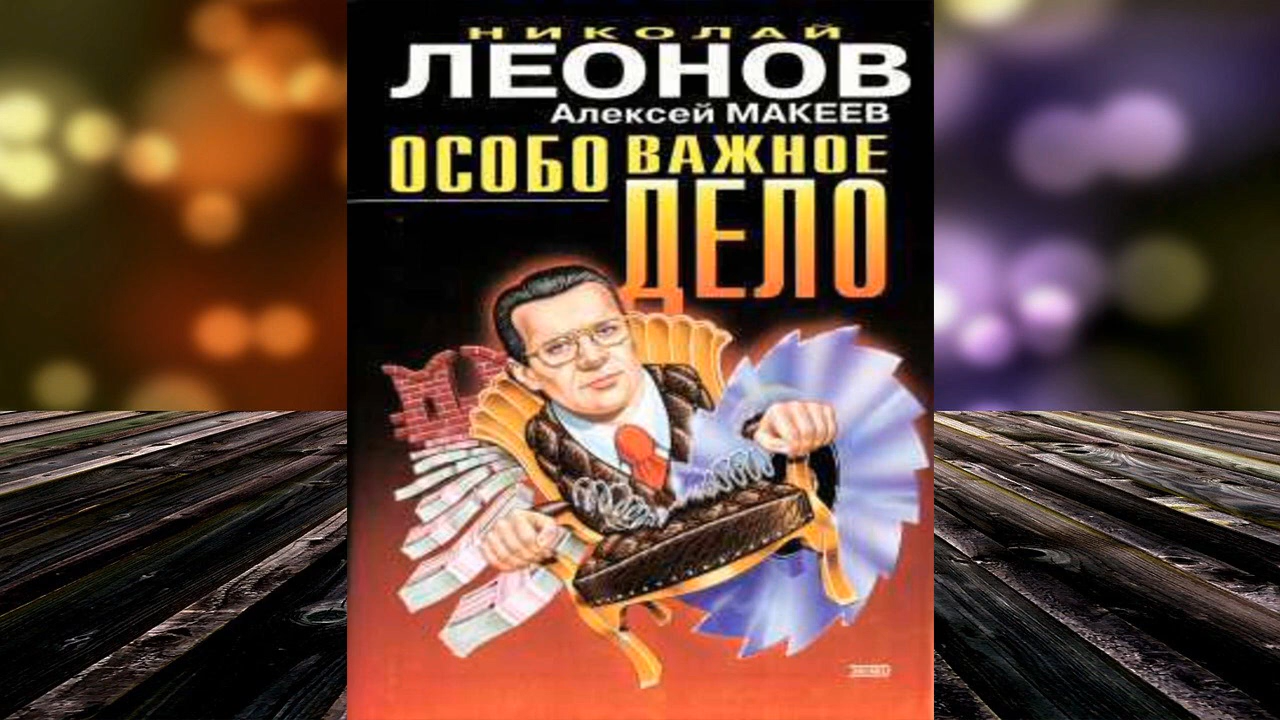 НИКОЛАЙ
ЛЕОНОВ
Алексей МАКЕЕВ
ОСОБО ВАЖНОЕ
ДЕЛО